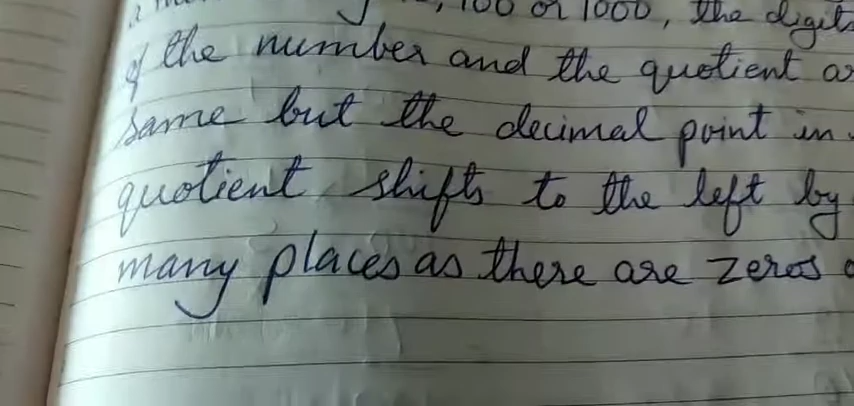 100 or 1000, the digits
of the number and the quotient
same but the decimal point in
quotient shifts to the left by
many places as there are zeros